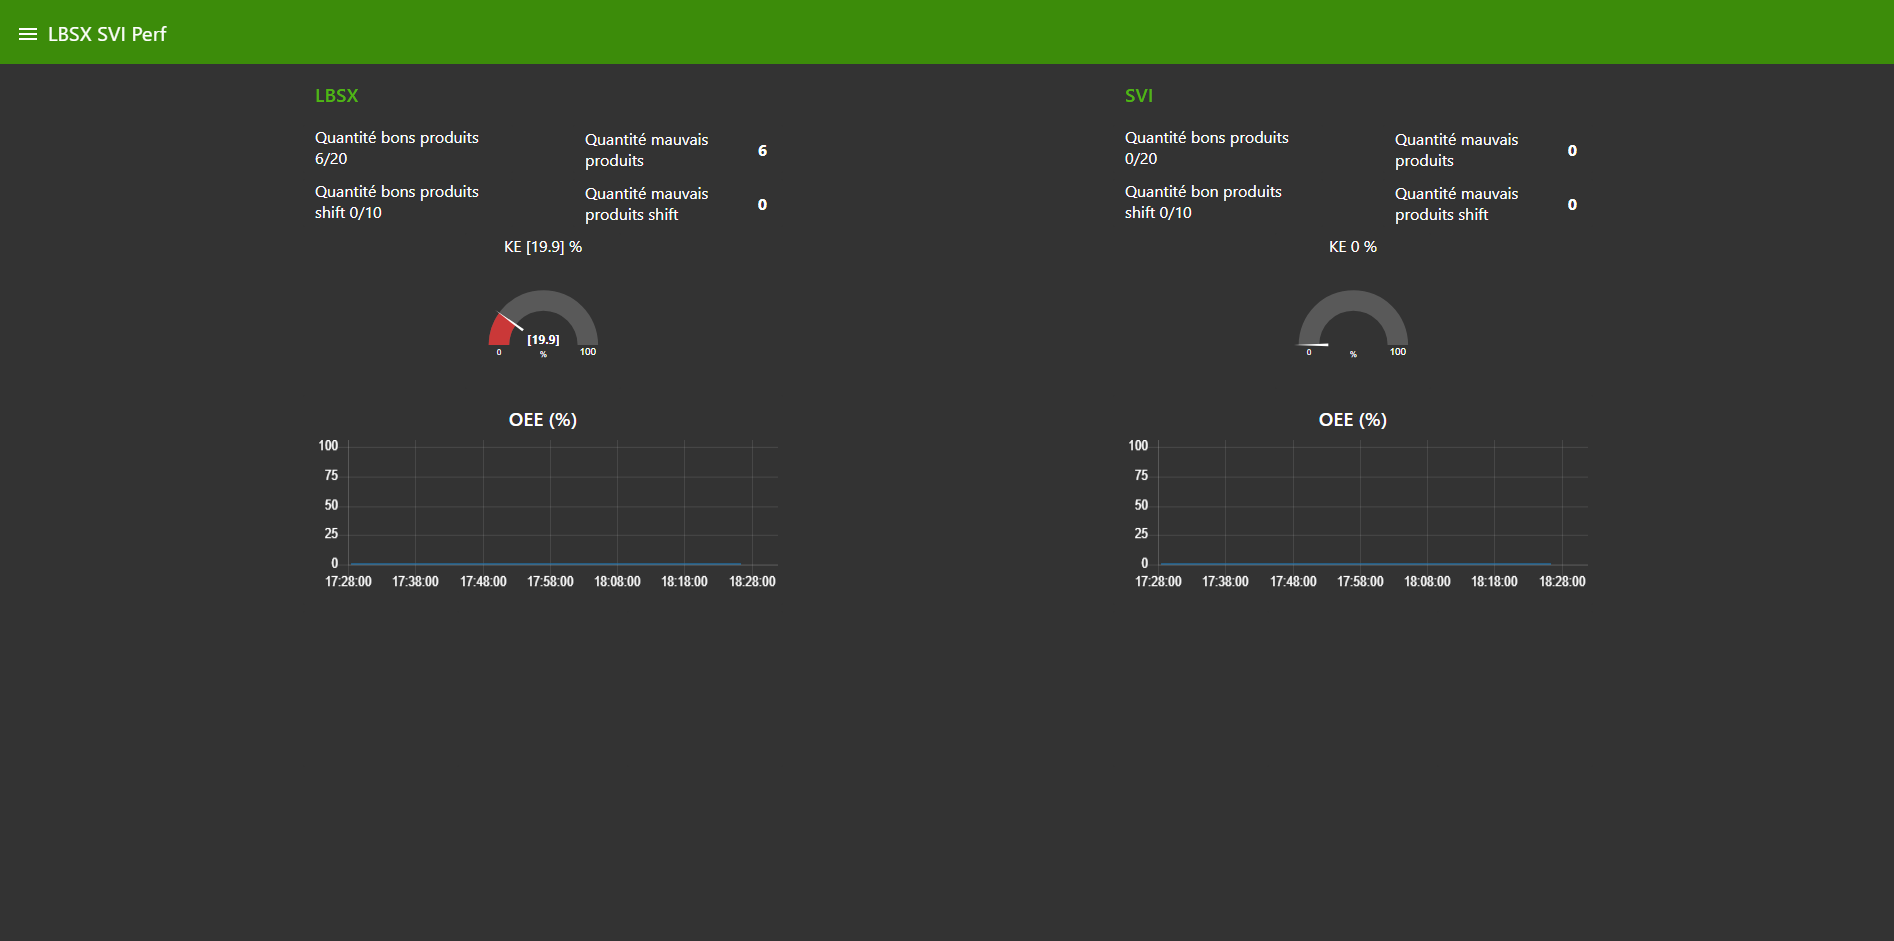 LBSX SVI Perf
LBSX
Quantité bons produits
6/20
Quantité mauvais
produits
6
Quantité bons produits
shift 0/10
Quantité mauvais
produits shift
0
KE [19.9] %
[19.9]
0
%
100
OEE (%)
100
75
50
25
0
17:28:00 17:38:00 17:48:00 17:58:00 18:08:00 18:18:00 18:28:00
SVI
Quantité bons produits
0/20
Quantité mauvais
produits
0
Quantité bon produits
shift 0/10
Quantité mauvais
produits shift
0
KE 0 %
0
%
100
OEE (%)
100
75
50
25
0
17:28:00 17:38:00 17:48:00 17:58:00 18:08:00 18:18:00 18:28:00